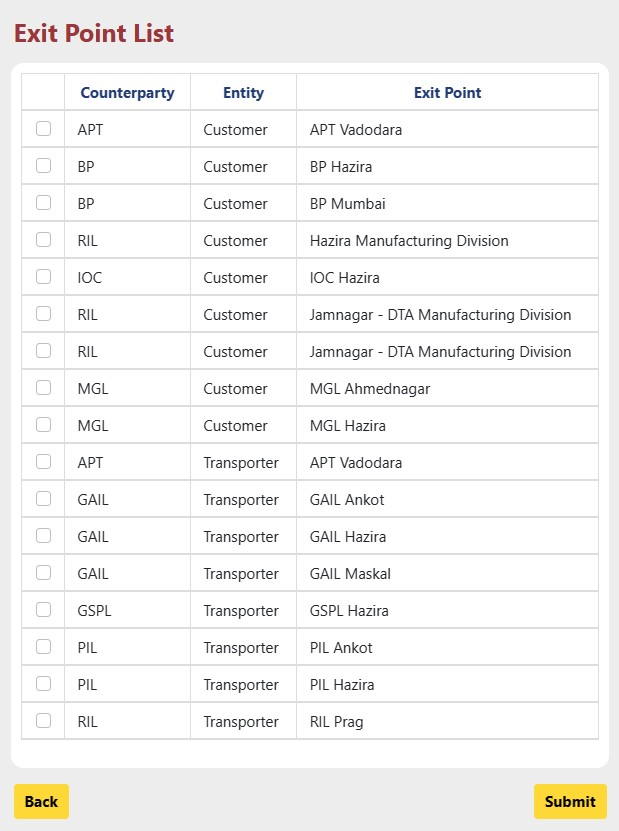 Exit Point List
Counterparty Entity Exit Point
APT Customer APT Vadodara
BP Customer BP Hazira
BP Customer BP Mumbai
RIL Customer Hazira Manufacturing Division
IOC Customer IOC Hazira
RIL Customer Jamnagar - DTA Manufacturing Division
RIL Customer Jamnagar - DTA Manufacturing Division
MGL Customer MGL Ahmednagar
MGL Customer MGL Hazira
APT Transporter APT Vadodara
GAIL Transporter GAIL Ankot
GAIL Transporter GAIL Hazira
GAIL Transporter GAIL Maskal
GSPL Transporter GSPL Hazira
PIL Transporter PIL Ankot
PIL Transporter PIL Hazira
RIL Transporter RIL Prag
Back Submit